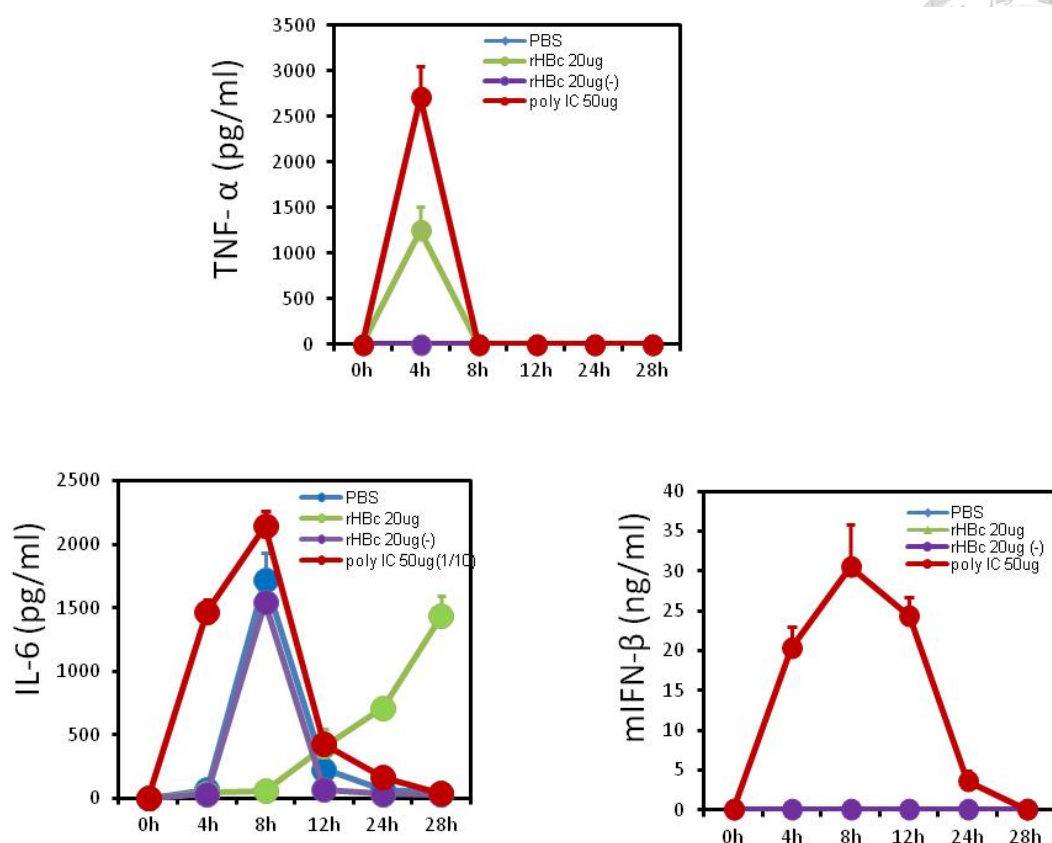 TNF- α (pg/ml)
3500
3000
2500
2000
1500
1000
500
0
PBS
rHBc 20ug
rHBc 20ug(-)
poly IC 50ug
0h 4h 8h 12h 24h 28h
IL-6 (pg/ml)
2500
2000
1500
1000
500
0
PBS
rHBc 20ug
rHBc 20ug(-)
poly IC 50ug(1/10)
0h 4h 8h 12h 24h 28h
mIFN-β (ng/ml)
40
35
30
25
20
15
10
5
0
PBS
rHBc 20ug
rHBc 20ug (-)
poly IC 50ug
0h 4h 8h 12h 24h 28h